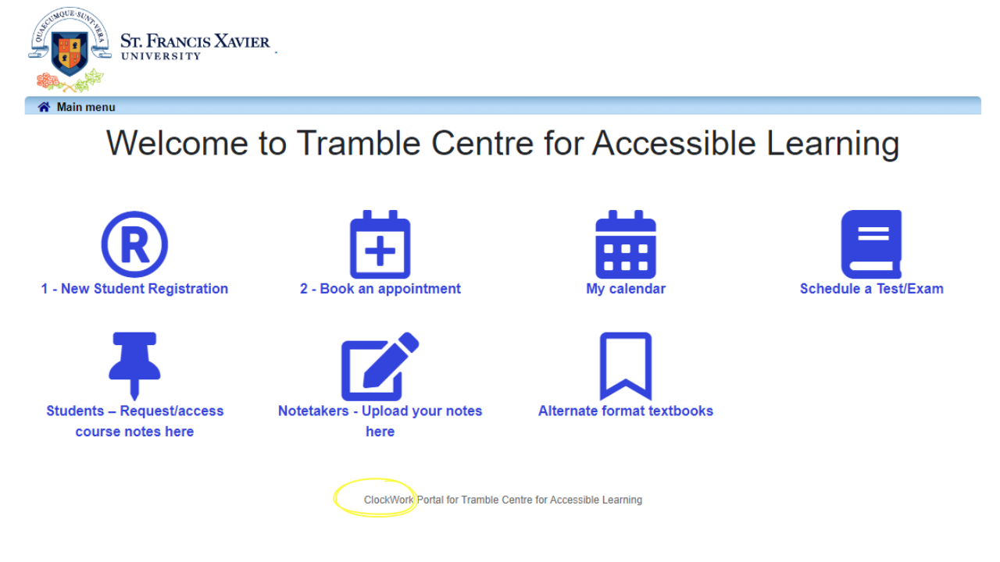 QUAECUMQUE·SUNT·VERA
ST. FRANCIS XAVIER
UNIVERSITY
Main menu
Welcome to Tramble Centre for Accessible Learning
R
1 - New Student Registration
2 - Book an appointment
My calendar
Schedule a Test/Exam
Students – Request/access
course notes here
Notetakers - Upload your notes
here
Alternate format textbooks
ClockWork Portal for Tramble Centre for Accessible Learning